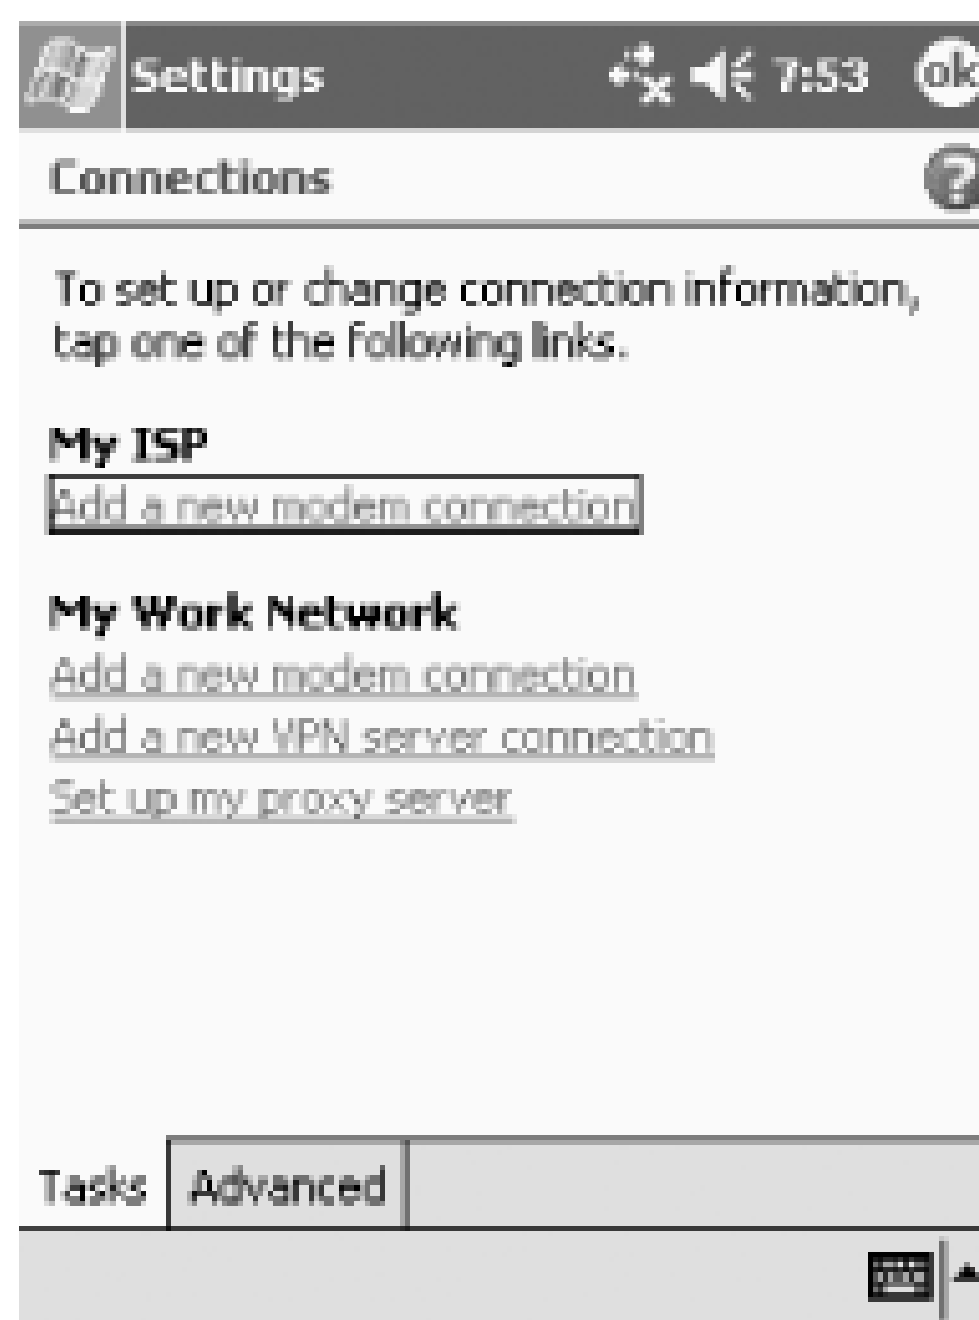 Settings 7:53 ok
Connections ?
To set up or change connection information,
tap one of the following links.
My ISP
Add a new modem connection
My Work Network
Add a new modem connection
Add a new VPN server connection
Set up my proxy server
Tasks Advanced